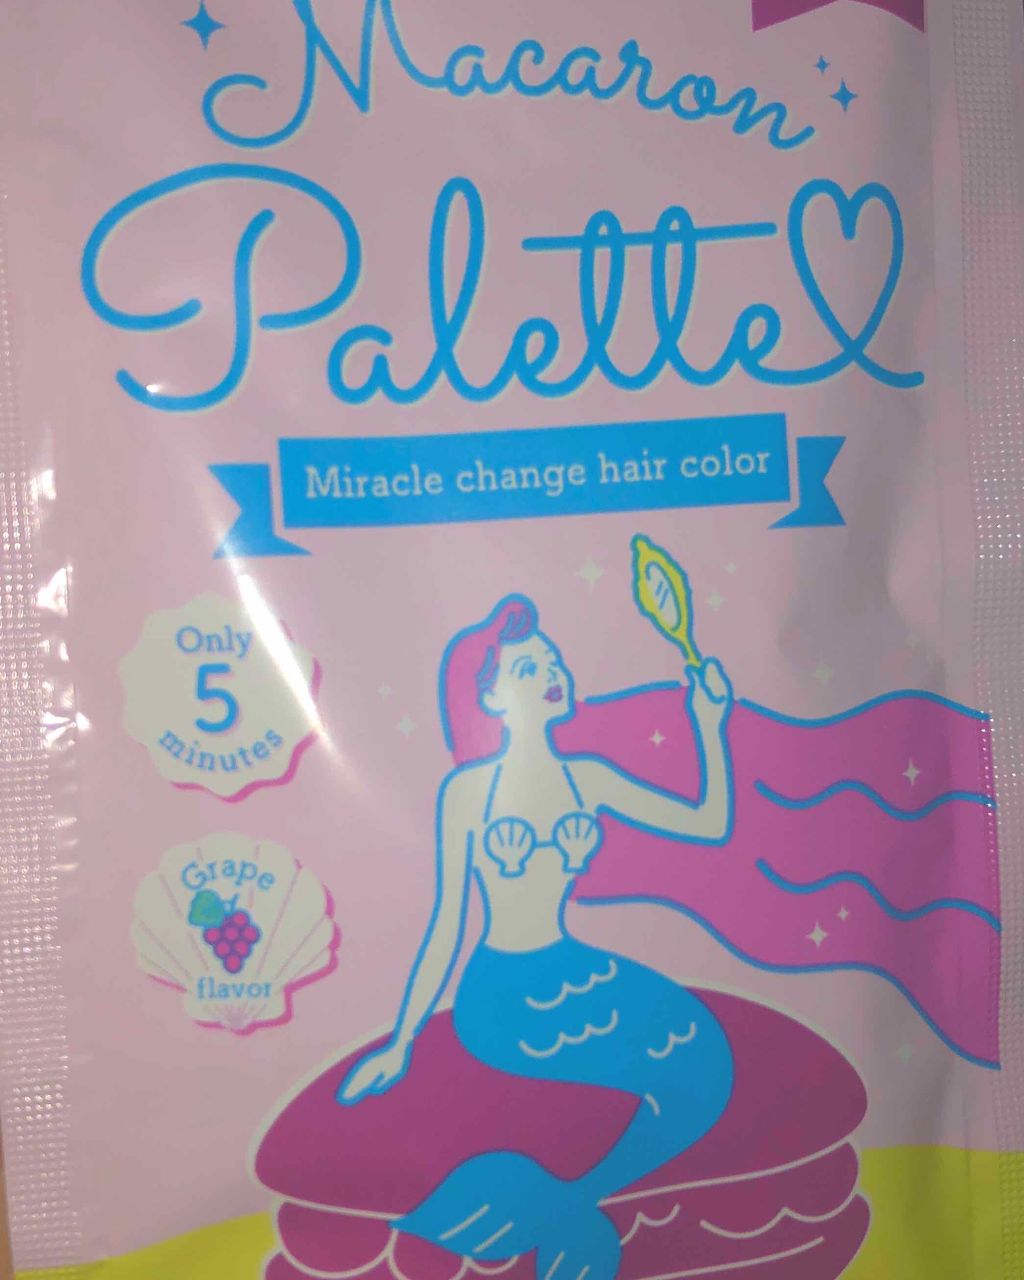 Macaron
Palette
Miracle change hair color
Only
5
minutes
Grape
flavor